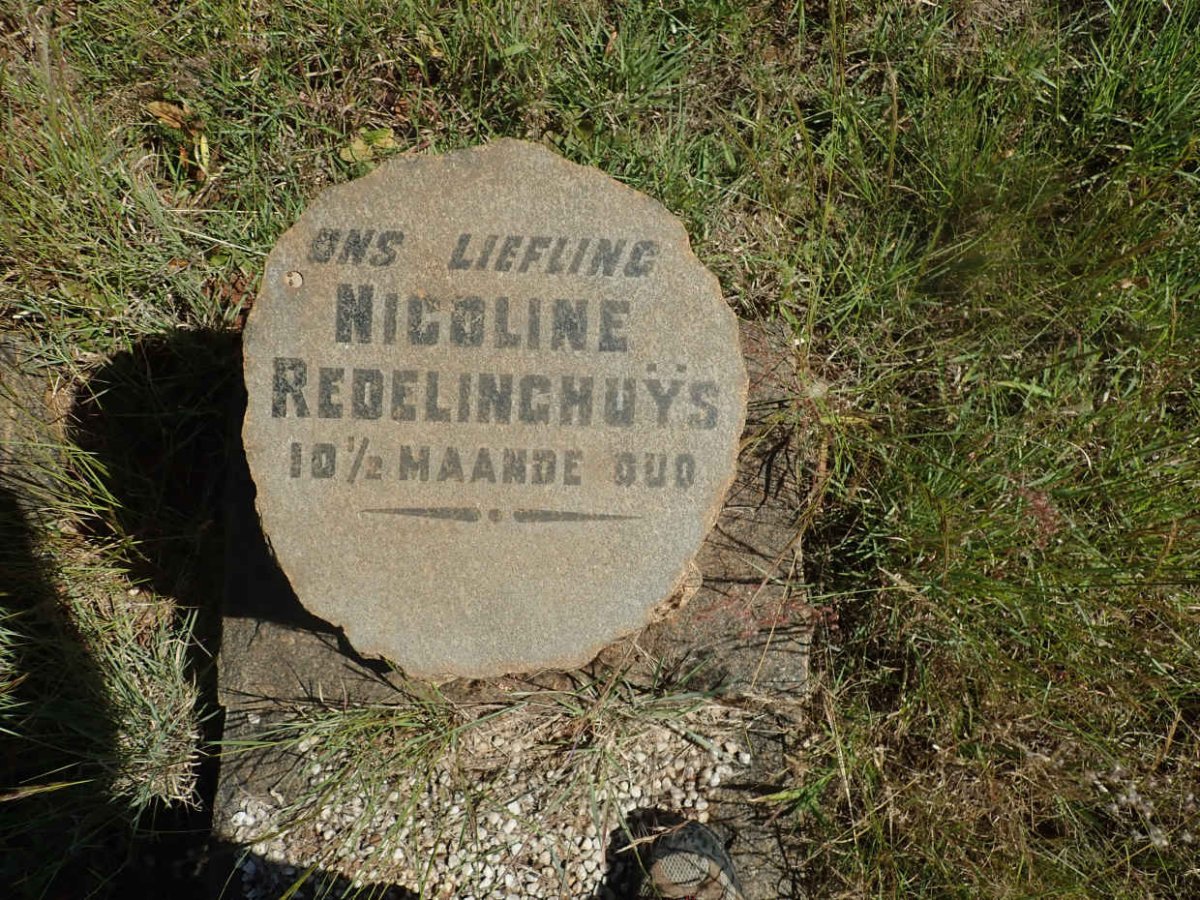 ONS LIEFLING
NICOLINE
REDELINGHUŸS
10½ MAANDE OUD